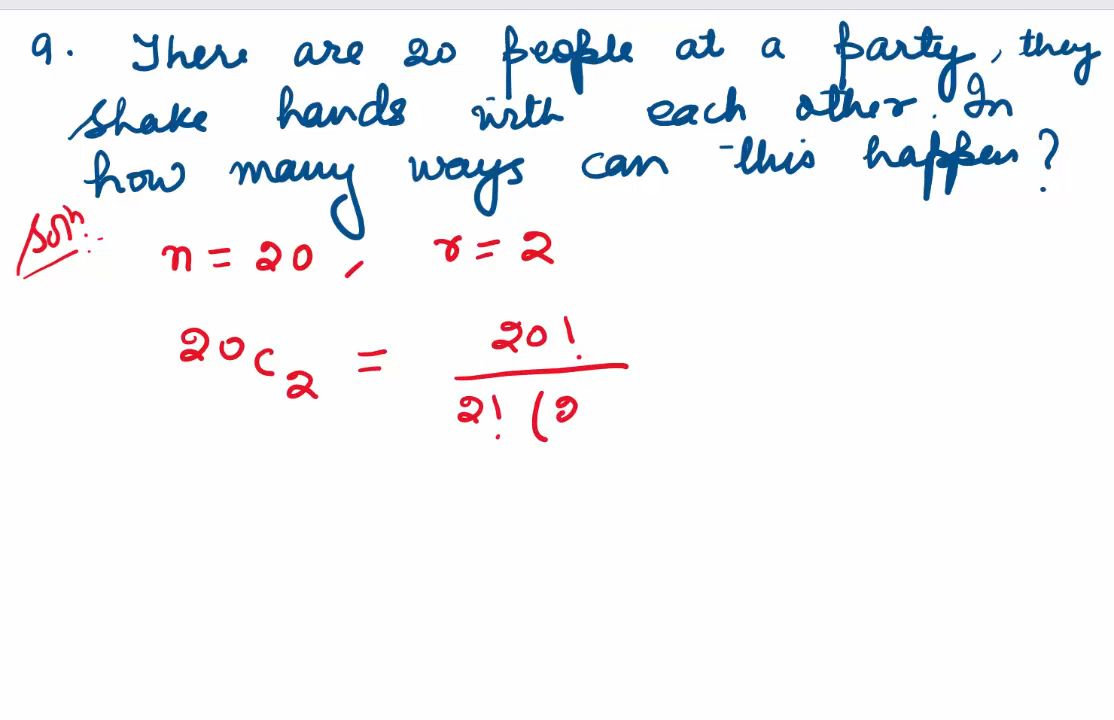 9. There are 20 people at a party, they
shake hands with each other. In
how many ways can this happen?
Soln:- n = 20, r = 2
20C2 = 20! / 2! (2